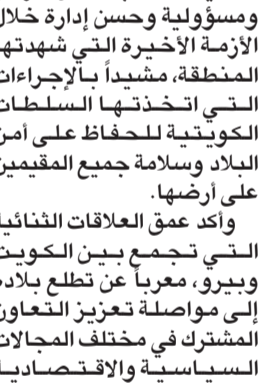 ومسؤولية وحسن إدارة خلال
الأزمة الأخيرة التي شهدتها
المنطقة، مشيداً بالإجراءات
التي اتخذتها السلطات
الكويتية للحفاظ على أمن
البلاد وسلامة جميع المقيمين
على أرضها.
وأكد عمق العلاقات الثنائية
التي تجمع بين الكويت
وبيرو، معرباً عن تطلع بلاده
إلى مواصلة تعزيز التعاون
المشترك في مختلف المجالات
السياسية والاقتصادية